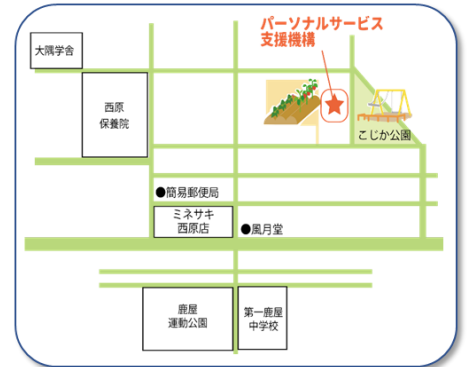 パーソナルサービス
支援機構
大隅学舎
西原
保養院
こじか公園
●簡易郵便局
ミネサキ
西原店
●風月堂
鹿屋
運動公園
第一鹿屋
中学校